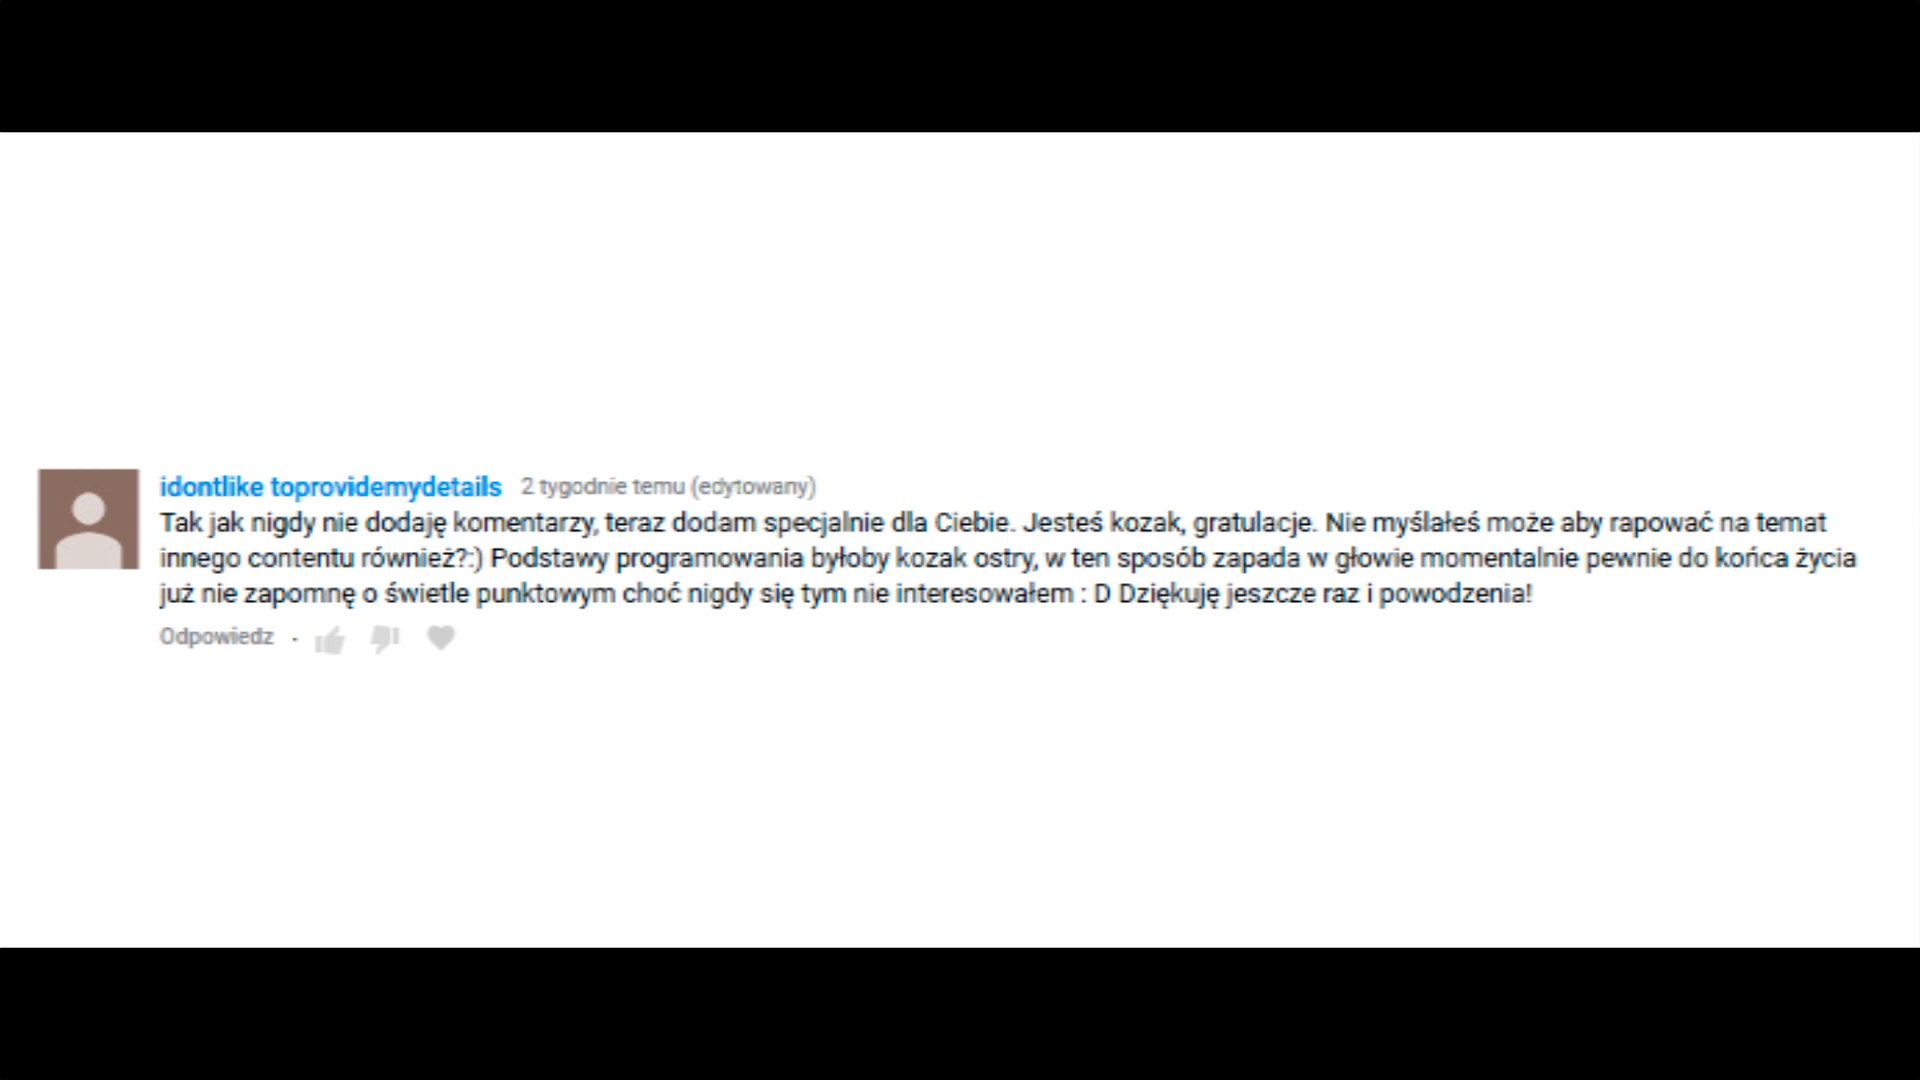 idontlike toprovidemydetails 2 tygodnie temu (edytowany)
Tak jak nigdy nie dodaję komentarzy, teraz dodam specjalnie dla Ciebie. Jesteś kozak, gratulacje. Nie myślałeś może aby rapować na temat
innego contentu również?:) Podstawy programowania byłoby kozak ostry, w ten sposób zapada w głowie momentalnie pewnie do końca życia
już nie zapomnę o świetle punktowym choć nigdy się tym nie interesowałem : D Dziękuję jeszcze raz i powodzenia!
Odpowiedz ·